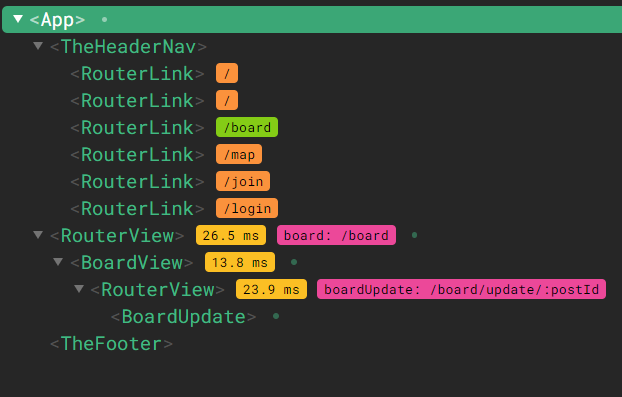 <App>
<TheHeaderNav>
<RouterLink> /
<RouterLink> /
<RouterLink> /board
<RouterLink> /map
<RouterLink> /join
<RouterLink> /login
<RouterView> 26.5 ms board: /board
<BoardView> 13.8 ms
<RouterView> 23.9 ms boardUpdate: /board/update/:postId
<BoardUpdate>
<TheFooter>